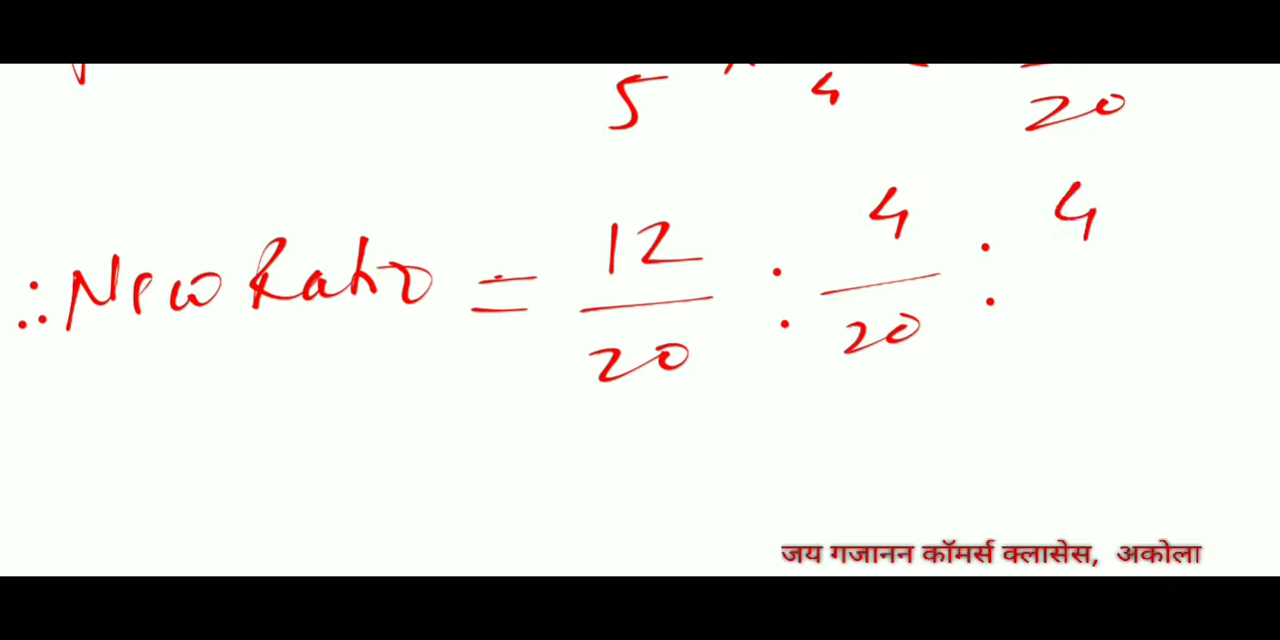 5 4 20
∴ New Ratio = 12/20 : 4/20 : 4
जय गजानन कॉमर्स क्लासेस, अकोला